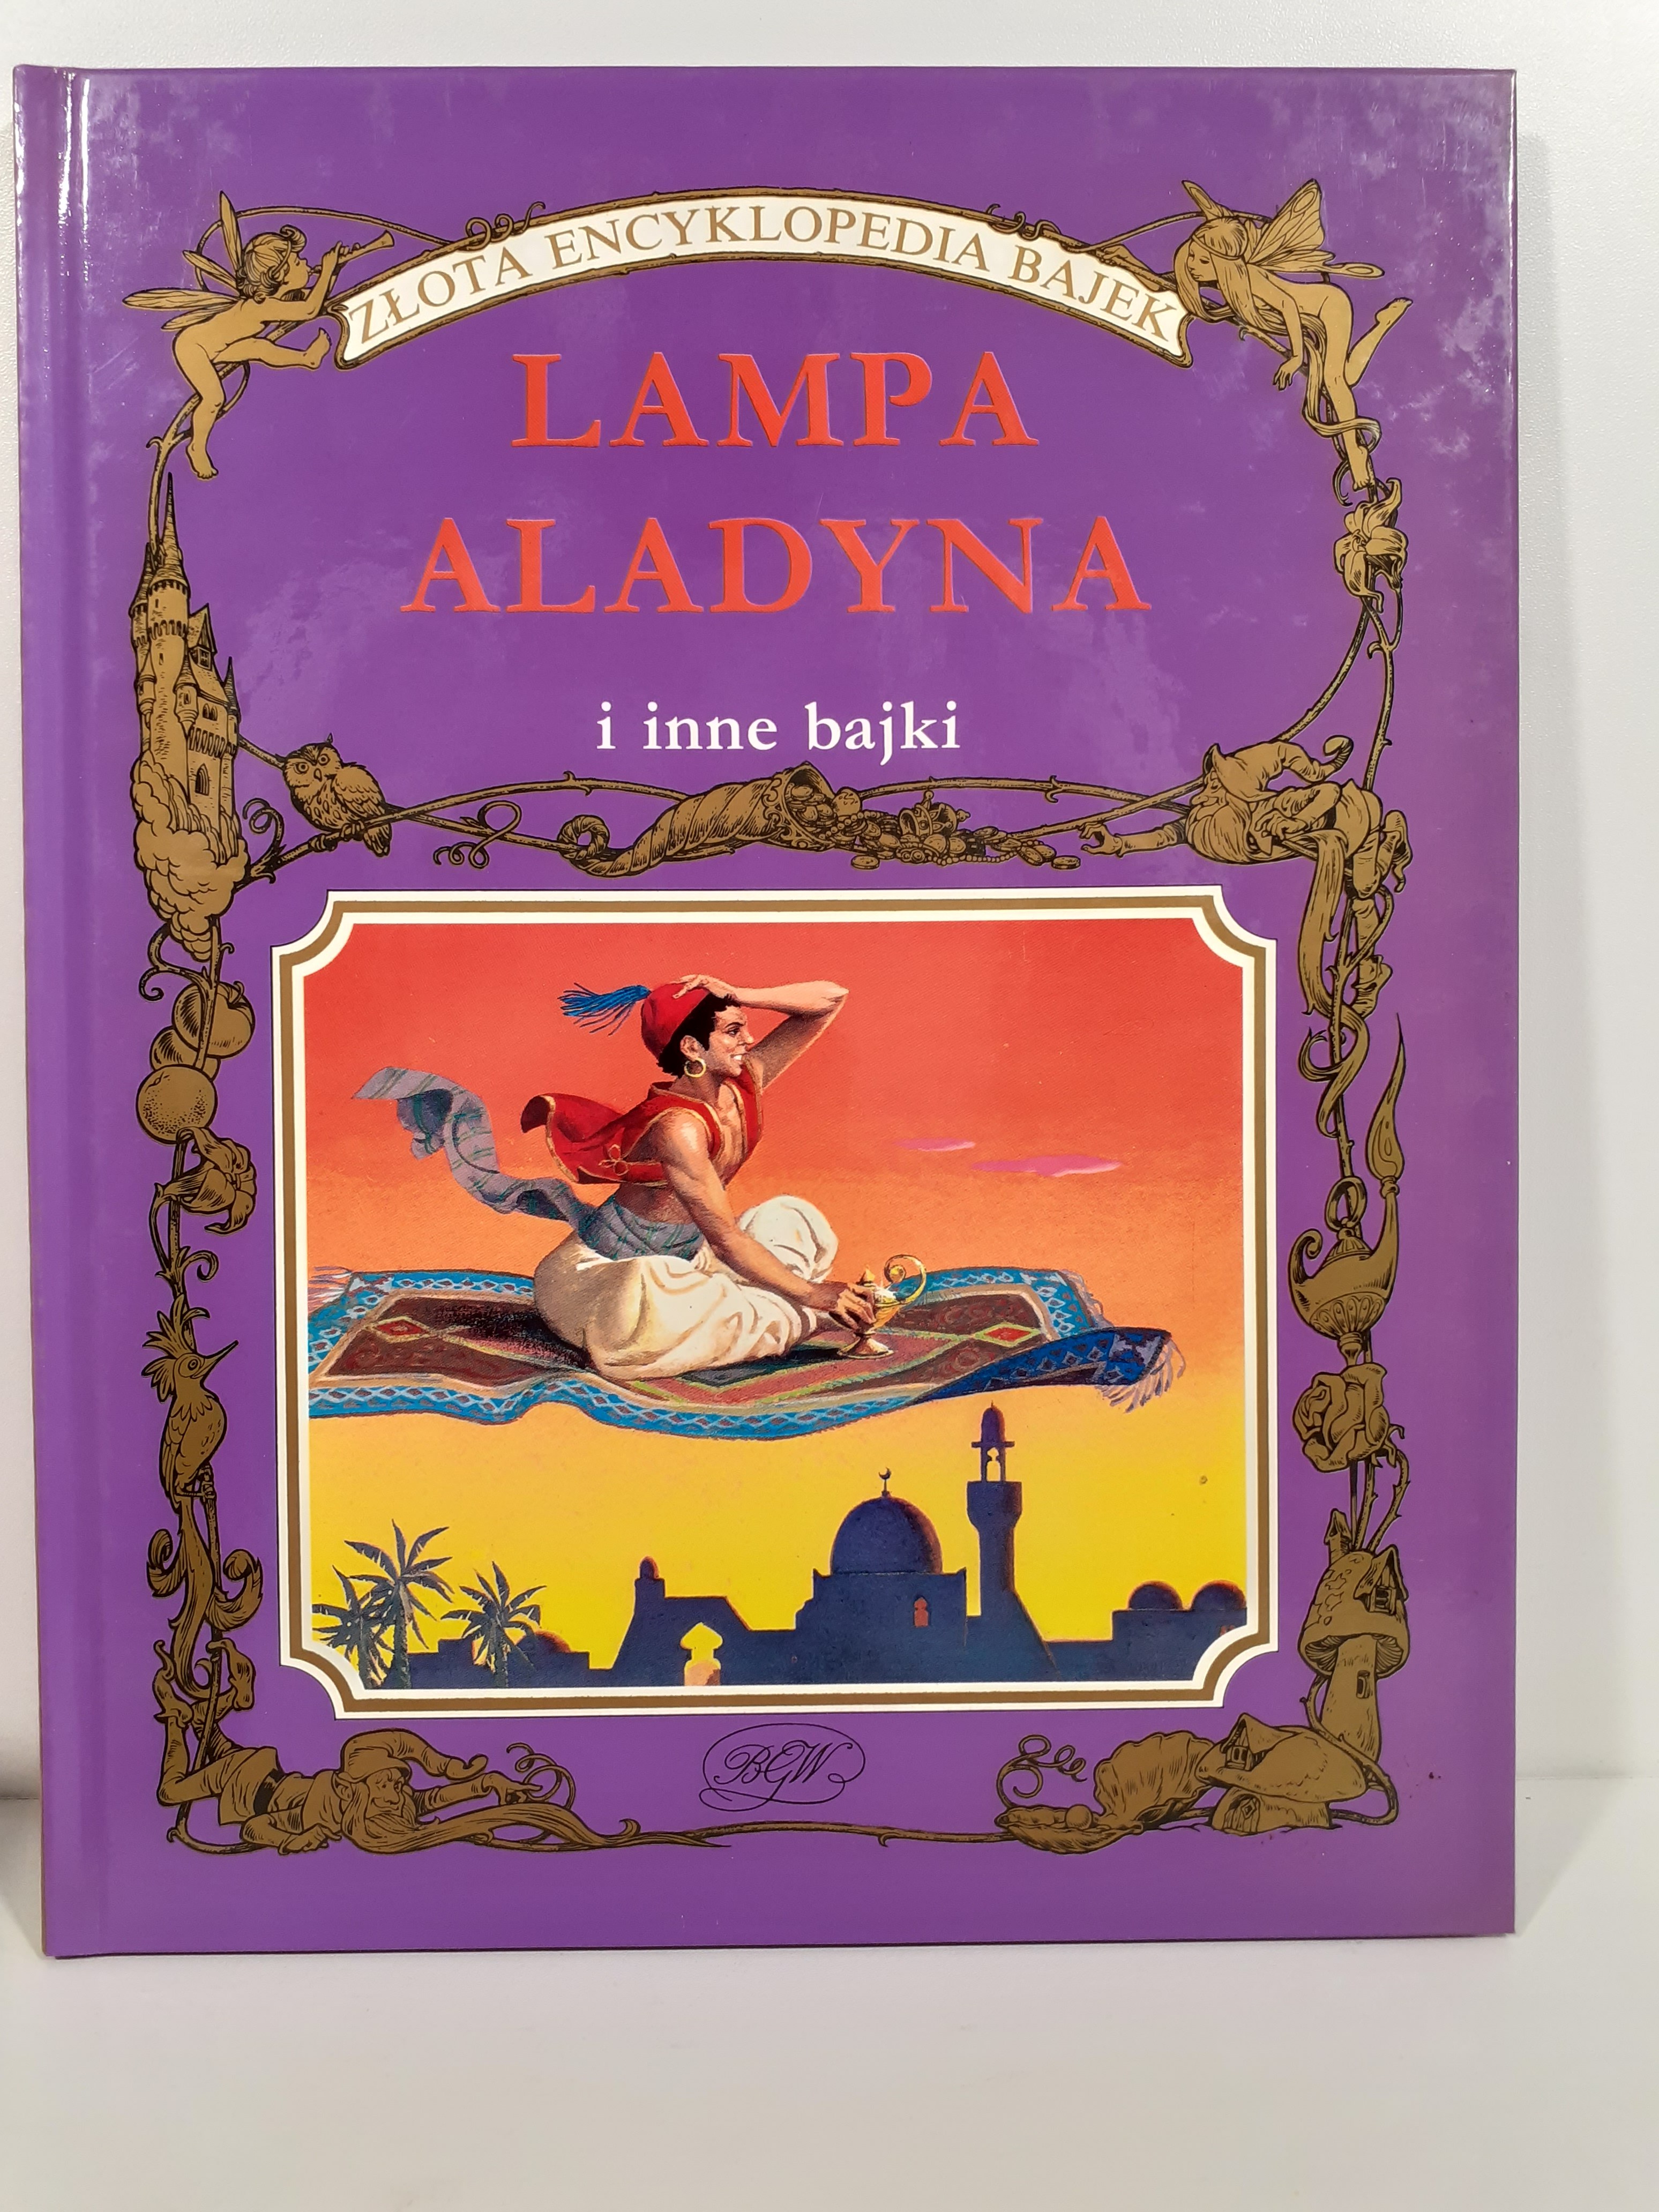 ZŁOTA ENCYKLOPEDIA BAJEK
LAMPA
ALADYNA
i inne bajki
BGW